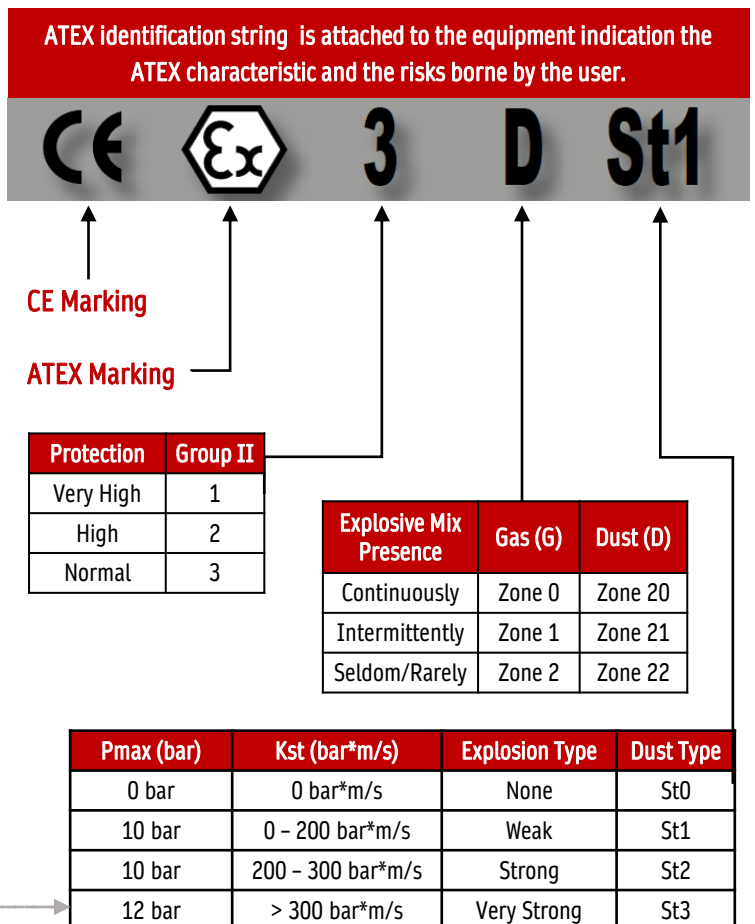 ATEX identification string is attached to the equipment indication the
ATEX characteristic and the risks borne by the user.
CE Ex 3 D St1
CE Marking
ATEX Marking
Protection Group II
Very High 1
High 2
Normal 3
Explosive Mix Presence Gas (G) Dust (D)
Continuously Zone 0 Zone 20
Intermittently Zone 1 Zone 21
Seldom/Rarely Zone 2 Zone 22
Pmax (bar) Kst (bar*m/s) Explosion Type Dust Type
0 bar 0 bar*m/s None St0
10 bar 0 – 200 bar*m/s Weak St1
10 bar 200 – 300 bar*m/s Strong St2
12 bar > 300 bar*m/s Very Strong St3